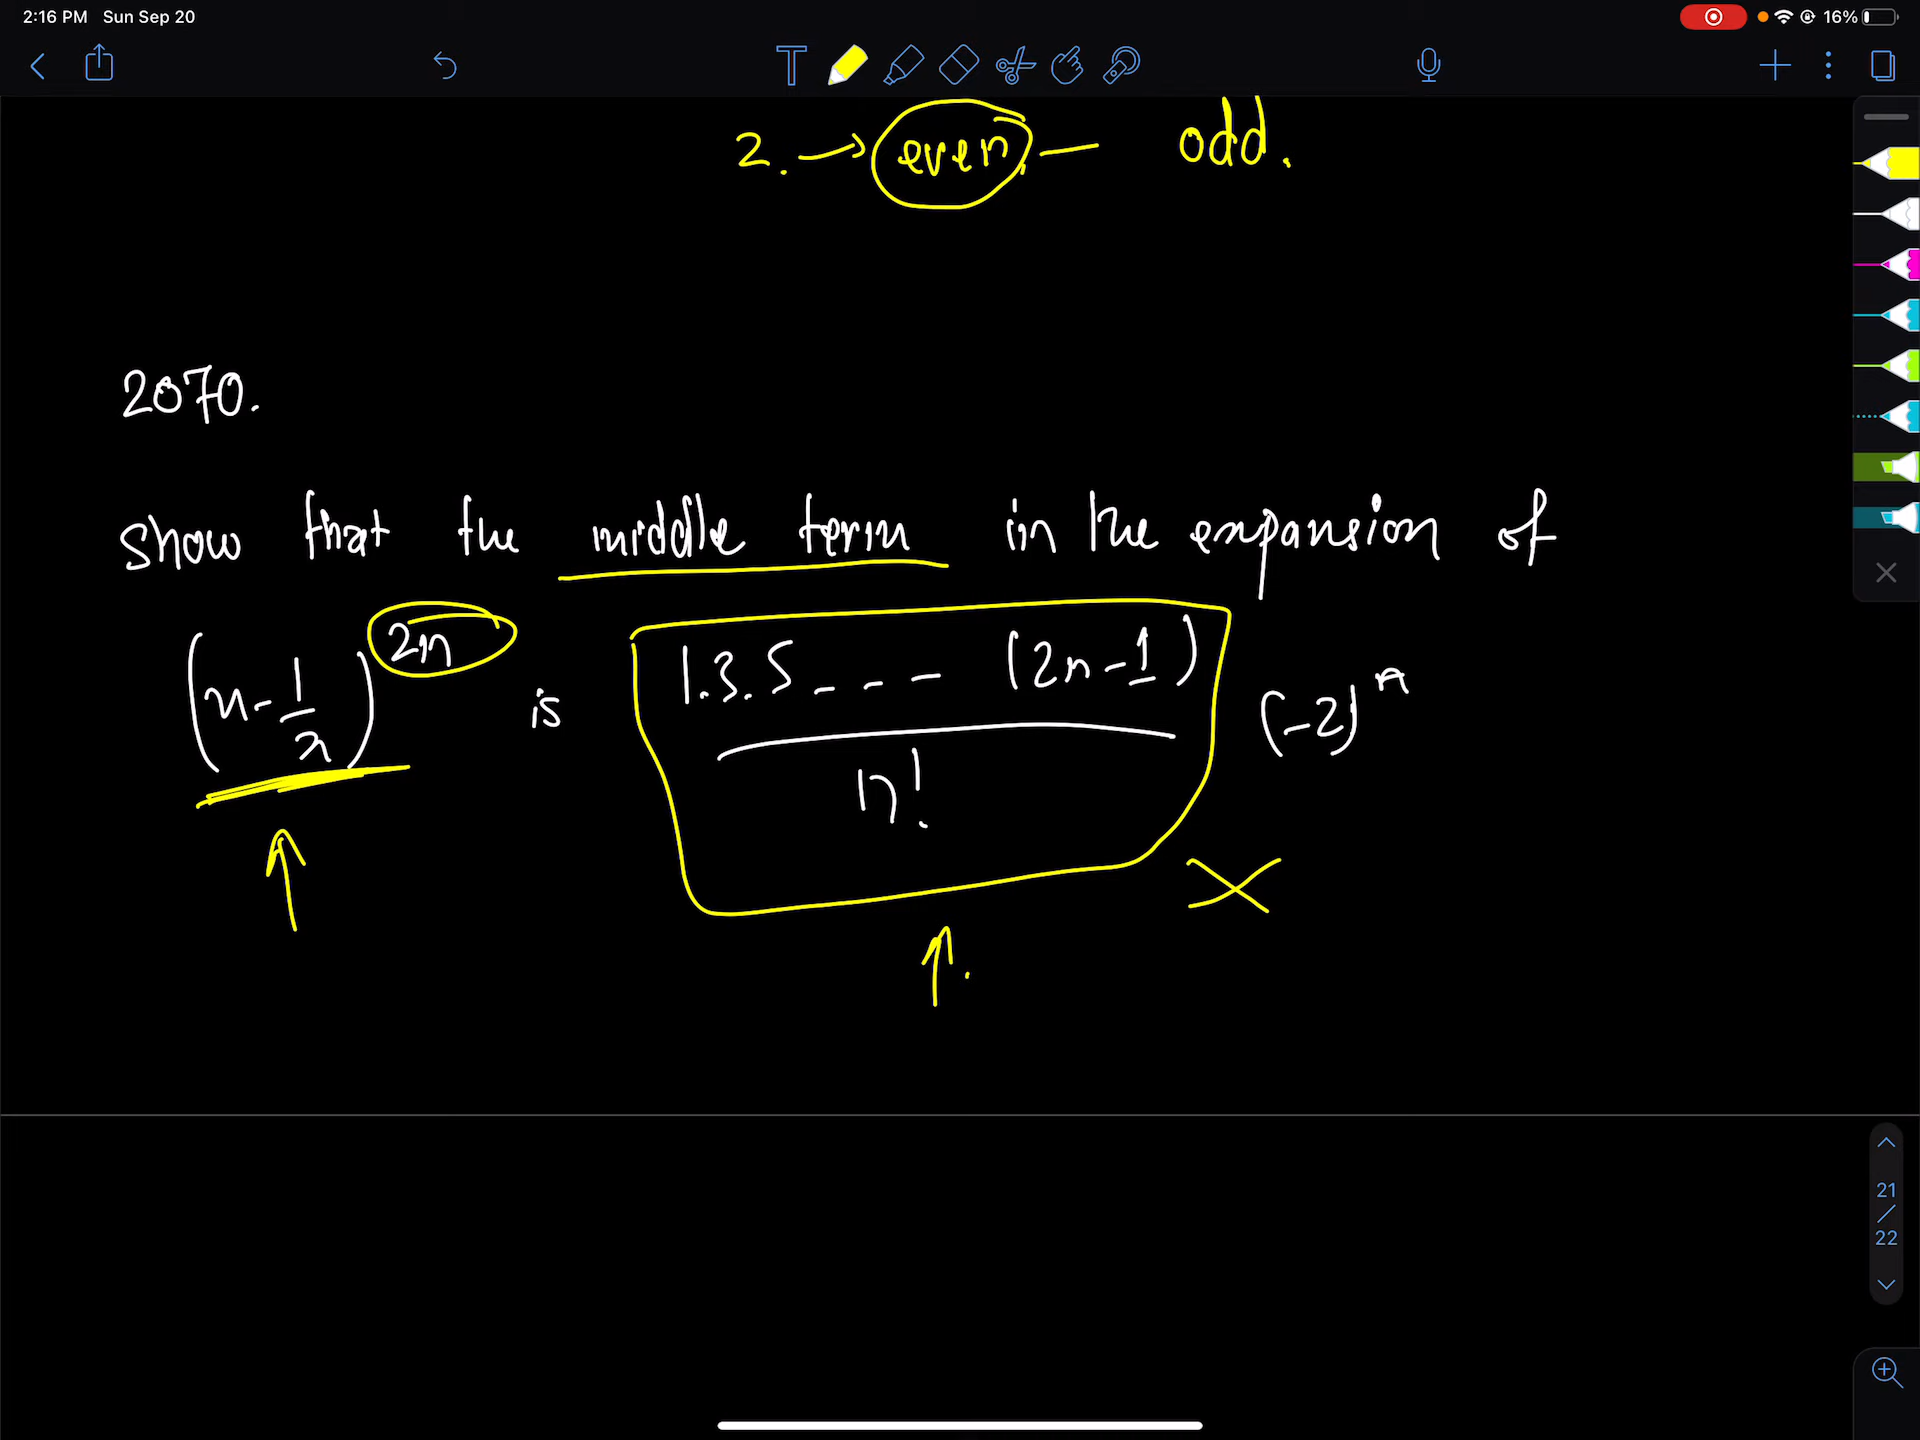 2:16 PM Sun Sep 20
16%
T
2. → even — odd.
2070.
Show that the middle term in the expansion of
(x - 1/x)^2n is 1.3.5 - - - (2n-1) / n! (-2)^n
21
/
22